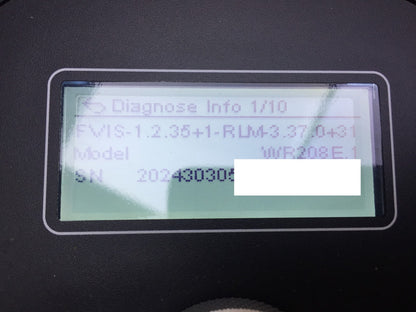 Diagnose Info 1/10
FVIS-1.2.35+1-RLM-3.37.0+31
Model WR208E.1
SN 202430305